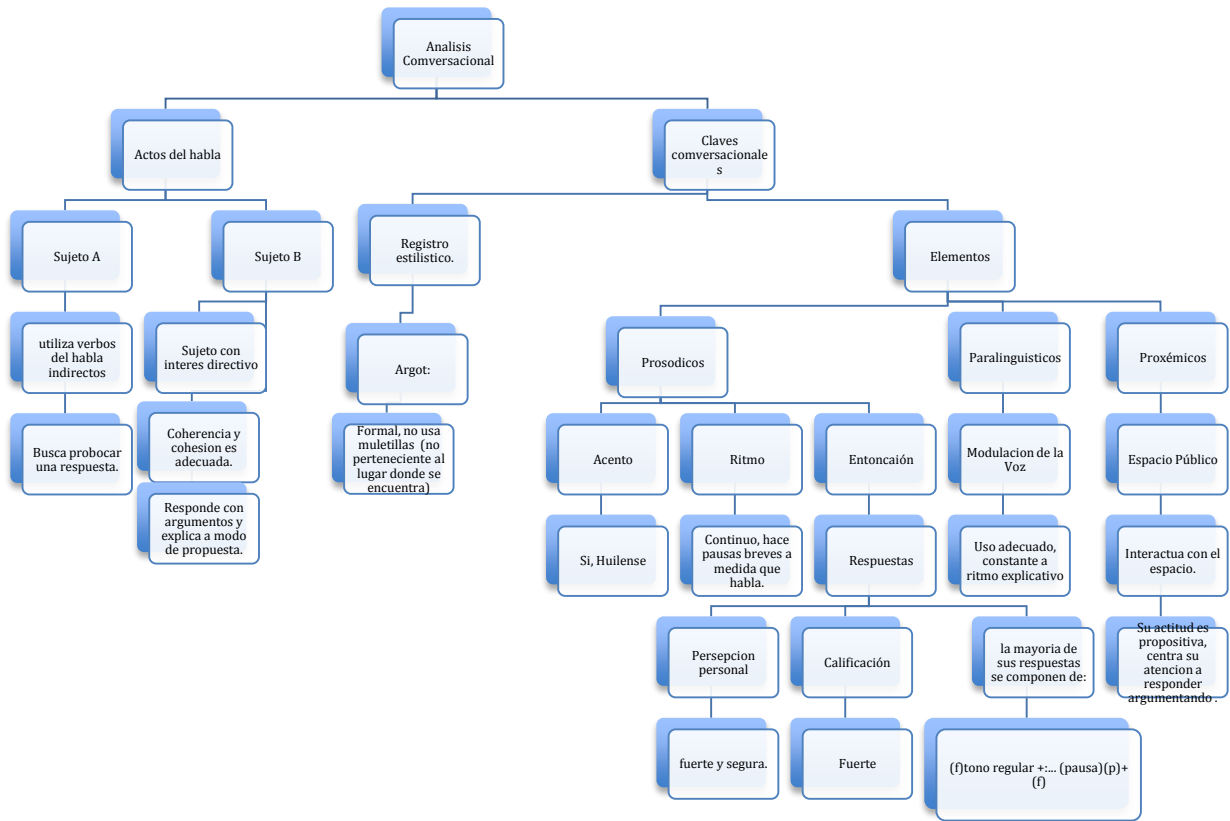 Analisis
Comversacional
Actos del habla
Claves
comversacionale
s
Sujeto A
Sujeto B
Registro
estilistico.
Elementos
utiliza verbos
del habla
indirectos
Sujeto con
interes directivo
Argot:
Prosodicos
Paralinguisticos
Proxémicos
Busca probocar
una respuesta.
Coherencia y
cohesion es
adecuada.
Formal, no usa
muletillas (no
perteneciente al
lugar donde se
encuentra)
Acento
Ritmo
Entoncaión
Modulacion de la
Voz
Espacio Público
Responde con
argumentos y
explica a modo
de propuesta.
Si, Huilense
Continuo, hace
pausas breves a
medida que
habla.
Respuestas
Uso adecuado,
constante a
ritmo explicativo
Interactua con el
espacio.
Persepcion
personal
Calificación
la mayoria de
sus respuestas
se componen de:
Su actitud es
propositiva,
centra su
atencion a
responder
argumentando .
fuerte y segura.
Fuerte
(f)tono regular +:... (pausa)(p)+
(f)